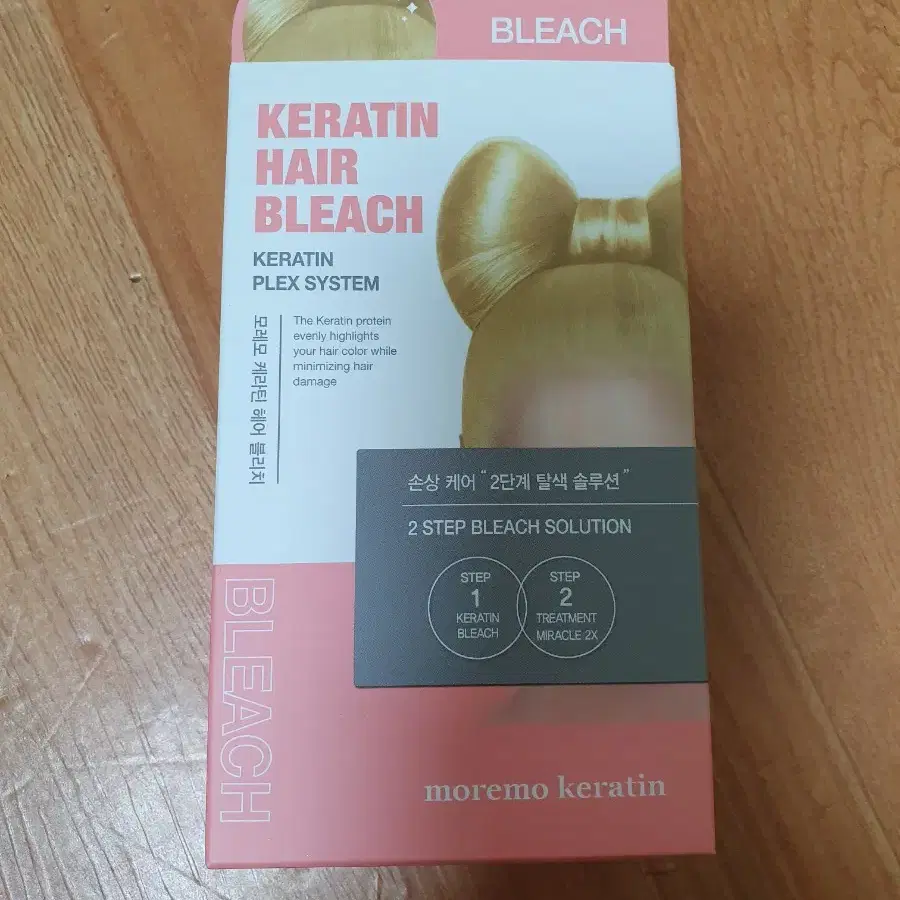 BLEACH
KERATIN
HAIR
BLEACH
KERATIN
PLEX SYSTEM
The Keratin protein
evenly highlights
your hair color while
minimizing hair
damage
모레모 케라틴 헤어 블리치
손상 케어 “2단계 탈색 솔루션”
2 STEP BLEACH SOLUTION
STEP
1
KERATIN
BLEACH
STEP
2
TREATMENT
MIRACLE 2X
BLEACH
moremo keratin